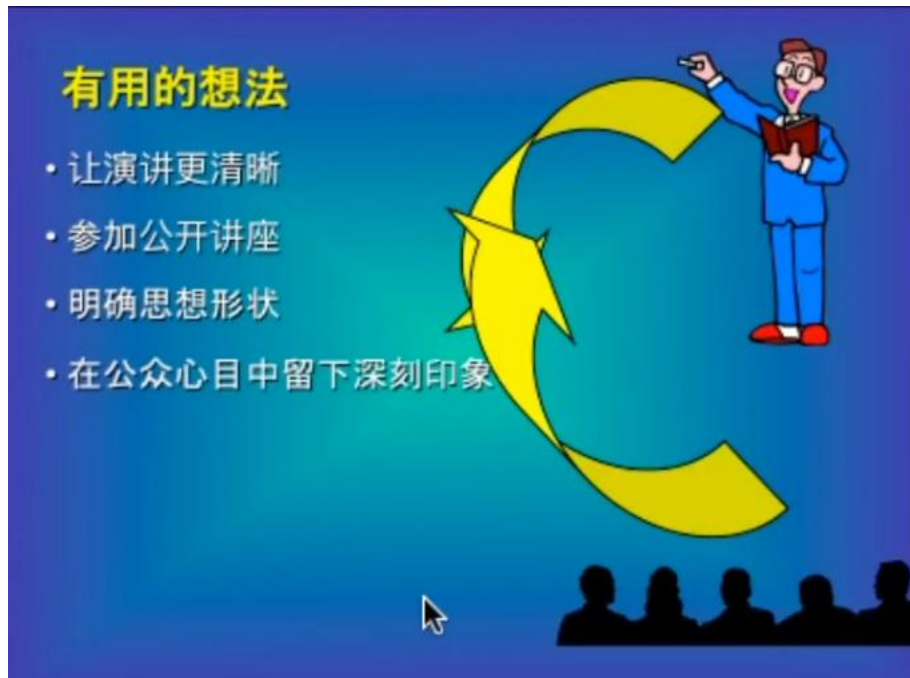 有用的想法
• 让演讲更清晰
• 参加公开讲座
• 明确思想形状
• 在公众心目中留下深刻印象